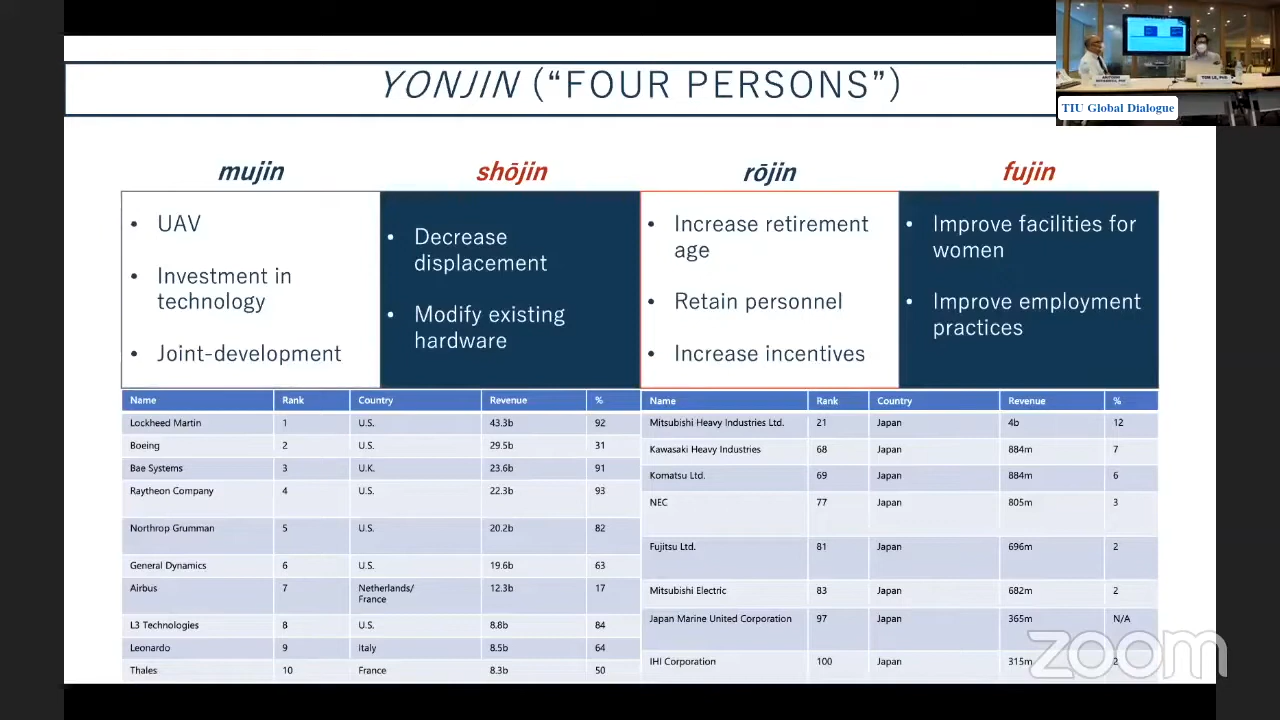 YONJIN (“FOUR PERSONS”)
TIU Global Dialogue
mujin
shōjin
rōjin
fujin
• UAV
• Investment in
technology
• Joint-development
• Decrease
displacement
• Modify existing
hardware
• Increase retirement
age
• Retain personnel
• Increase incentives
• Improve facilities for
women
• Improve employment
practices
Name Rank Country Revenue %
Lockheed Martin 1 U.S. 43.3b 92
Boeing 2 U.S. 29.5b 31
Bae Systems 3 U.K. 23.6b 91
Raytheon Company 4 U.S. 22.3b 93
Northrop Grumman 5 U.S. 20.2b 82
General Dynamics 6 U.S. 19.6b 63
Airbus 7 Netherlands/ 12.3b 17
France
L3 Technologies 8 U.S. 8.8b 84
Leonardo 9 Italy 8.5b 64
Thales 10 France 8.3b 50
Name Rank Country Revenue %
Mitsubishi Heavy Industries Ltd. 21 Japan 4b 12
Kawasaki Heavy Industries 68 Japan 884m 7
Komatsu Ltd. 69 Japan 884m 6
NEC 77 Japan 805m 3
Fujitsu Ltd. 81 Japan 696m 2
Mitsubishi Electric 83 Japan 682m 2
Japan Marine United Corporation 97 Japan 365m N/A
IHI Corporation 100 Japan 315m 2
zoom